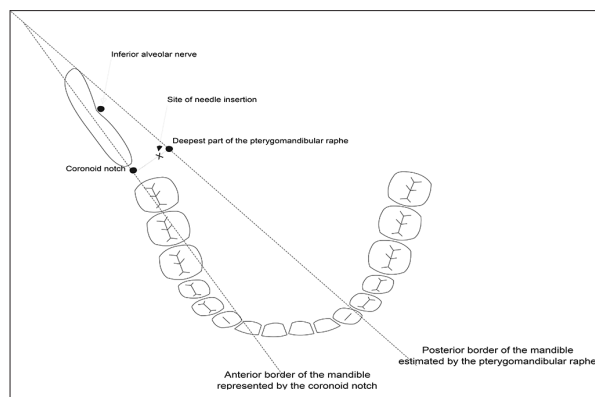 Inferior alveolar nerve
Site of needle insertion
Deepest part of the pterygomandibular raphe
Coronoid notch
Posterior border of the mandible
estimated by the pterygomandibular raphe
Anterior border of the mandible
represented by the coronoid notch